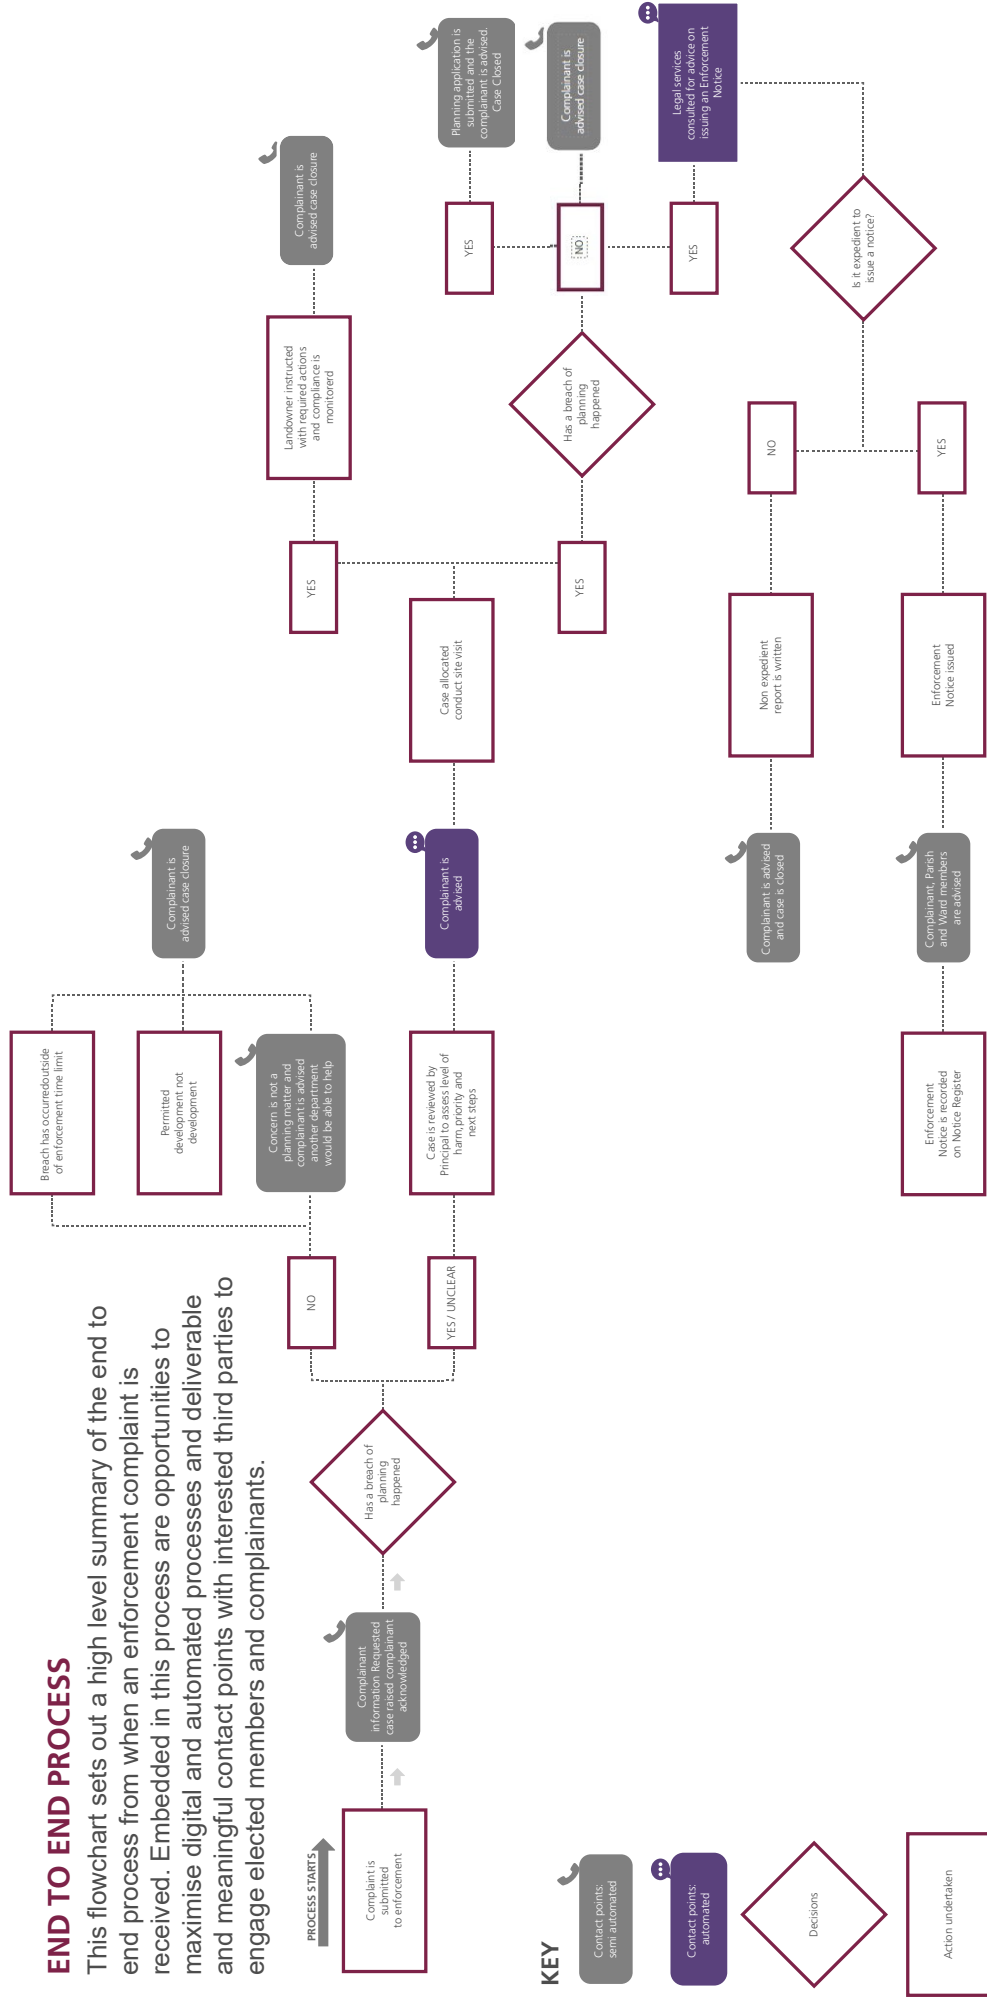 END TO END PROCESS
This flowchart sets out a high level summary of the end to
end process from when an enforcement complaint is
received. Embedded in this process are opportunities to
maximise digital and automated processes and deliverable
and meaningful contact points with interested third parties to
engage elected members and complainants.
PROCESS STARTS
Complaint is
submitted
to enforcement
Complainant
information Requested
case raised complainant
acknowledged
Has a breach of
planning
happened
NO
YES / UNCLEAR
Breach has occurredoutside
of enforcement time limit
Permitted
development not
development
Concern is not a
planning matter and
complainant is advised
another department
would be able to help
Complainant is
advised case closure
Case is reviewed by
Principal to assess level of
harm,priority and
next steps
Complainant is
advised
Case allocated
conduct site visit
YES
Landowner instructed
with required actions
and compliance is
monitorerd
Complainant is
advised case closure
YES
Has a breach of
planning
happened
YES
Planning application is
submitted and the
complainant is advised.
Case Closed
NO
Complainant is
advised case closure
YES
Legal services
consulted for advice on
issuing an Enforcement
Notice
Is it expedient to
issue a notice?
NO
Non expedient
report is written
Complainant is advised
and case is closed
YES
Enforcement
Notice issued
Complainant, Parish
and Ward members
are advised
Enforcement
Notice is recorded
on Notice Register
KEY
Contact points:
semi automated
Contact points:
automated
Decisions
Action undertaken